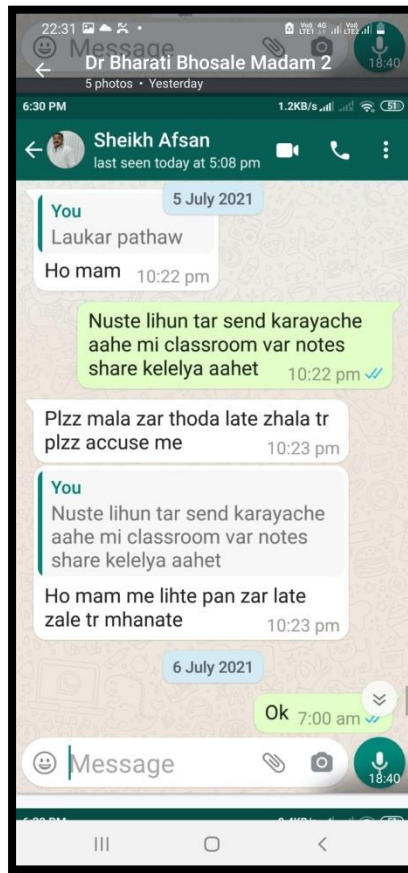 22:31
Message
Dr Bharati Bhosale Madam 2
18:40
5 photos • Yesterday
6:30 PM
1.2KB/s
51
Sheikh Afsan
last seen today at 5:08 pm
5 July 2021
You
Laukar pathaw
Ho mam 10:22 pm
Nuste lihun tar send karayache
aahe mi classroom var notes
share kelelya aahet 10:22 pm
Plzz mala zar thoda late zhala tr
plzz accuse me 10:23 pm
You
Nuste lihun tar send karayache
aahe mi classroom var notes
share kelelya aahet
Ho mam me lihte pan zar late
zale tr mhanate 10:23 pm
6 July 2021
Ok 7:00 am
Message
18:40